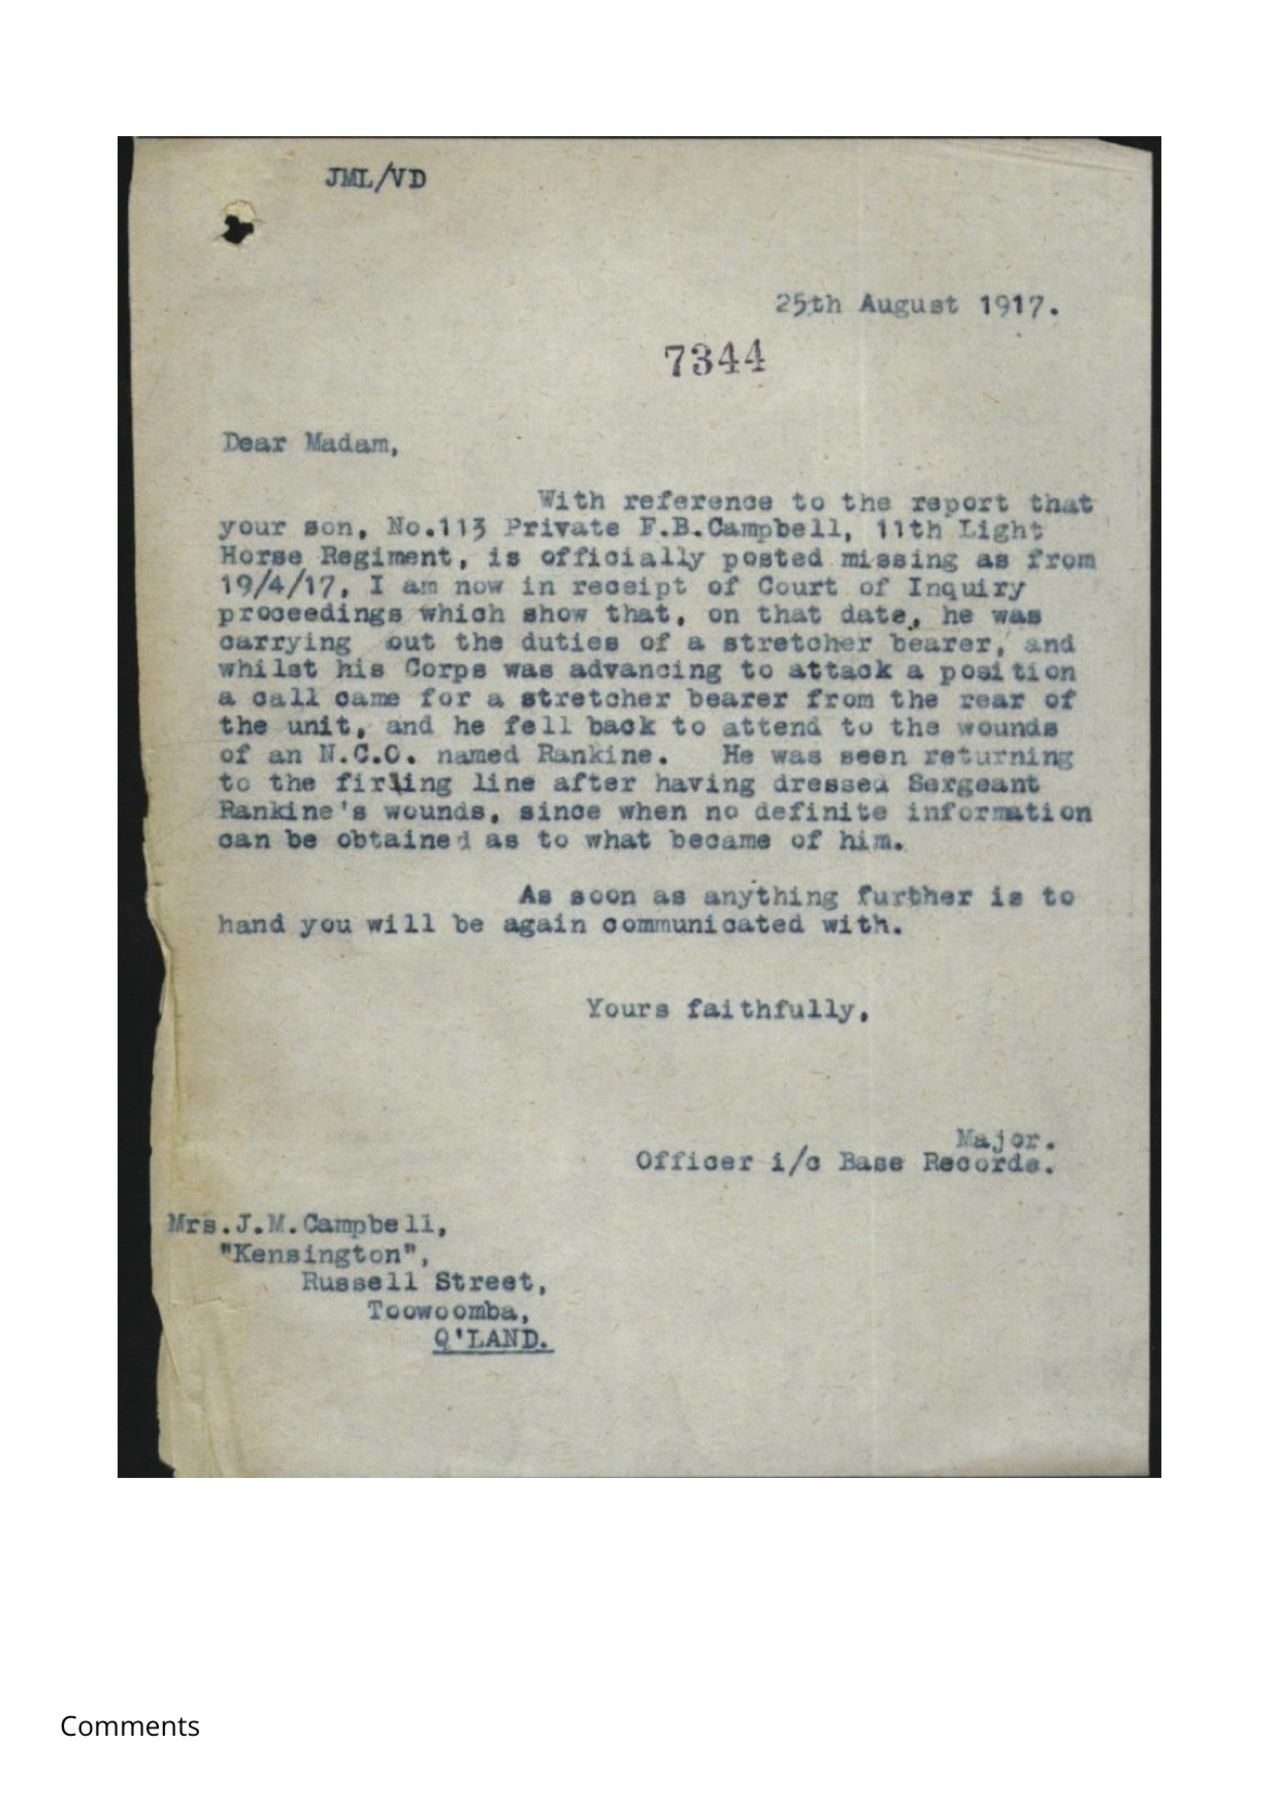 JML/VD
25th August 1917.
7344
Dear Madam,
With reference to the report that
your son, No.113 Private F.B.Campbell, 11th Light
Horse Regiment, is officially posted missing as from
19/4/17, I am now in receipt of Court of Inquiry
proceedings which show that, on that date, he was
carrying out the duties of a stretcher bearer, and
whilst his Corps was advancing to attack a position
a call came for a stretcher bearer from the rear of
the unit, and he fell back to attend to the wounds
of an N.C.O. named Rankine. He was seen returning
to the firling line after having dressed Sergeant
Rankine's wounds, since when no definite information
can be obtained as to what became of him.
As soon as anything further is to
hand you will be again communicated with.
Yours faithfully,
Major.
Officer i/c Base Records.
Mrs.J.M.Campbell,
"Kensington",
Russell Street,
Toowoomba,
Q'LAND.
Comments